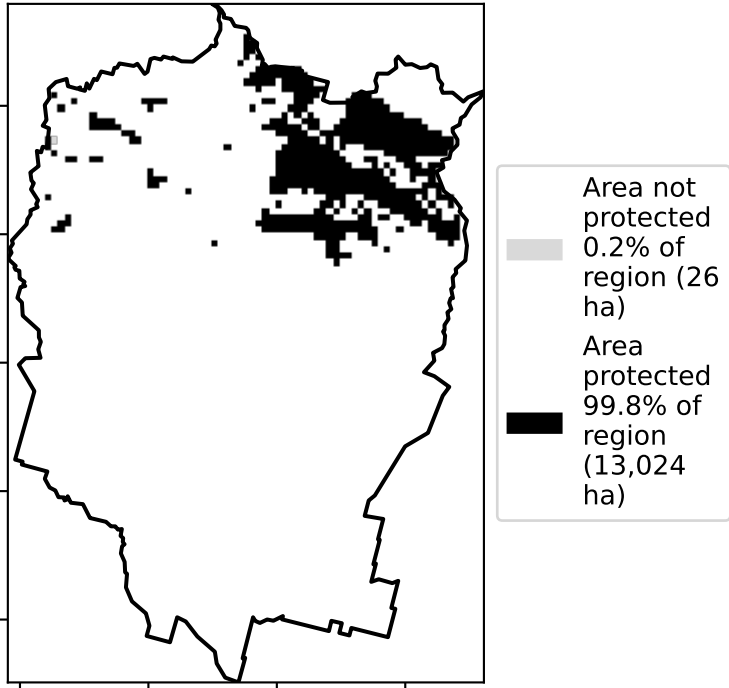 Area not
protected
0.2% of
region (26
ha)
Area
protected
99.8% of
region
(13,024
ha)